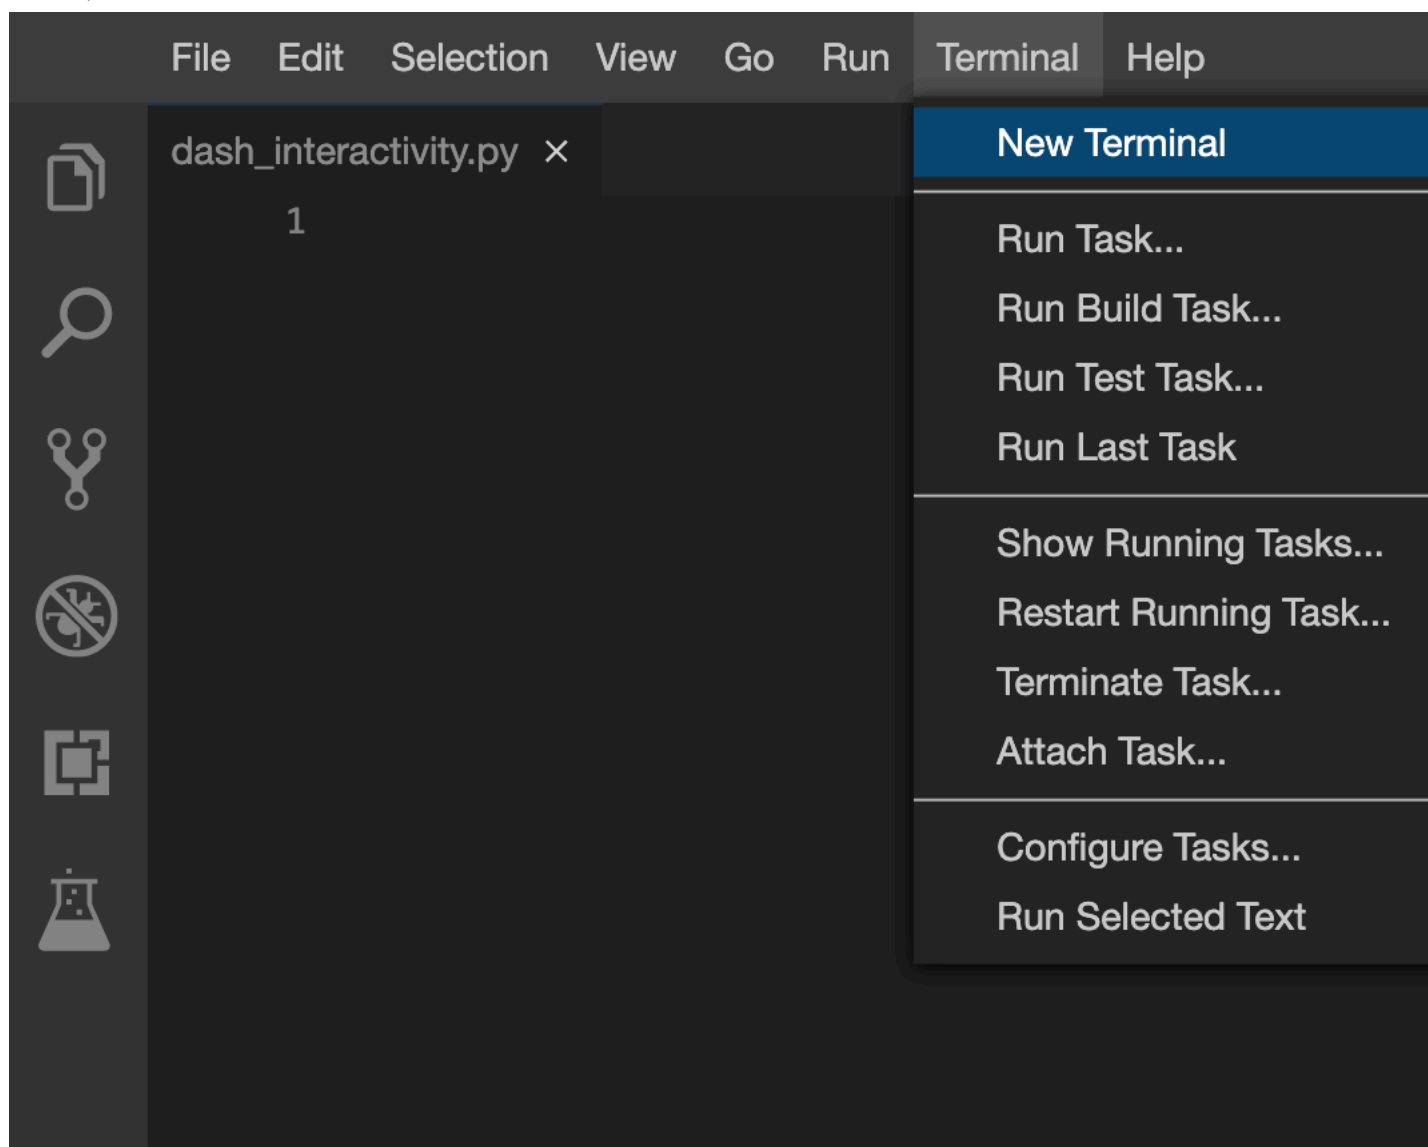 File Edit Selection View Go Run Terminal Help
dash_interactivity.py ×
1
New Terminal
Run Task...
Run Build Task...
Run Test Task...
Run Last Task
Show Running Tasks...
Restart Running Task...
Terminate Task...
Attach Task...
Configure Tasks...
Run Selected Text